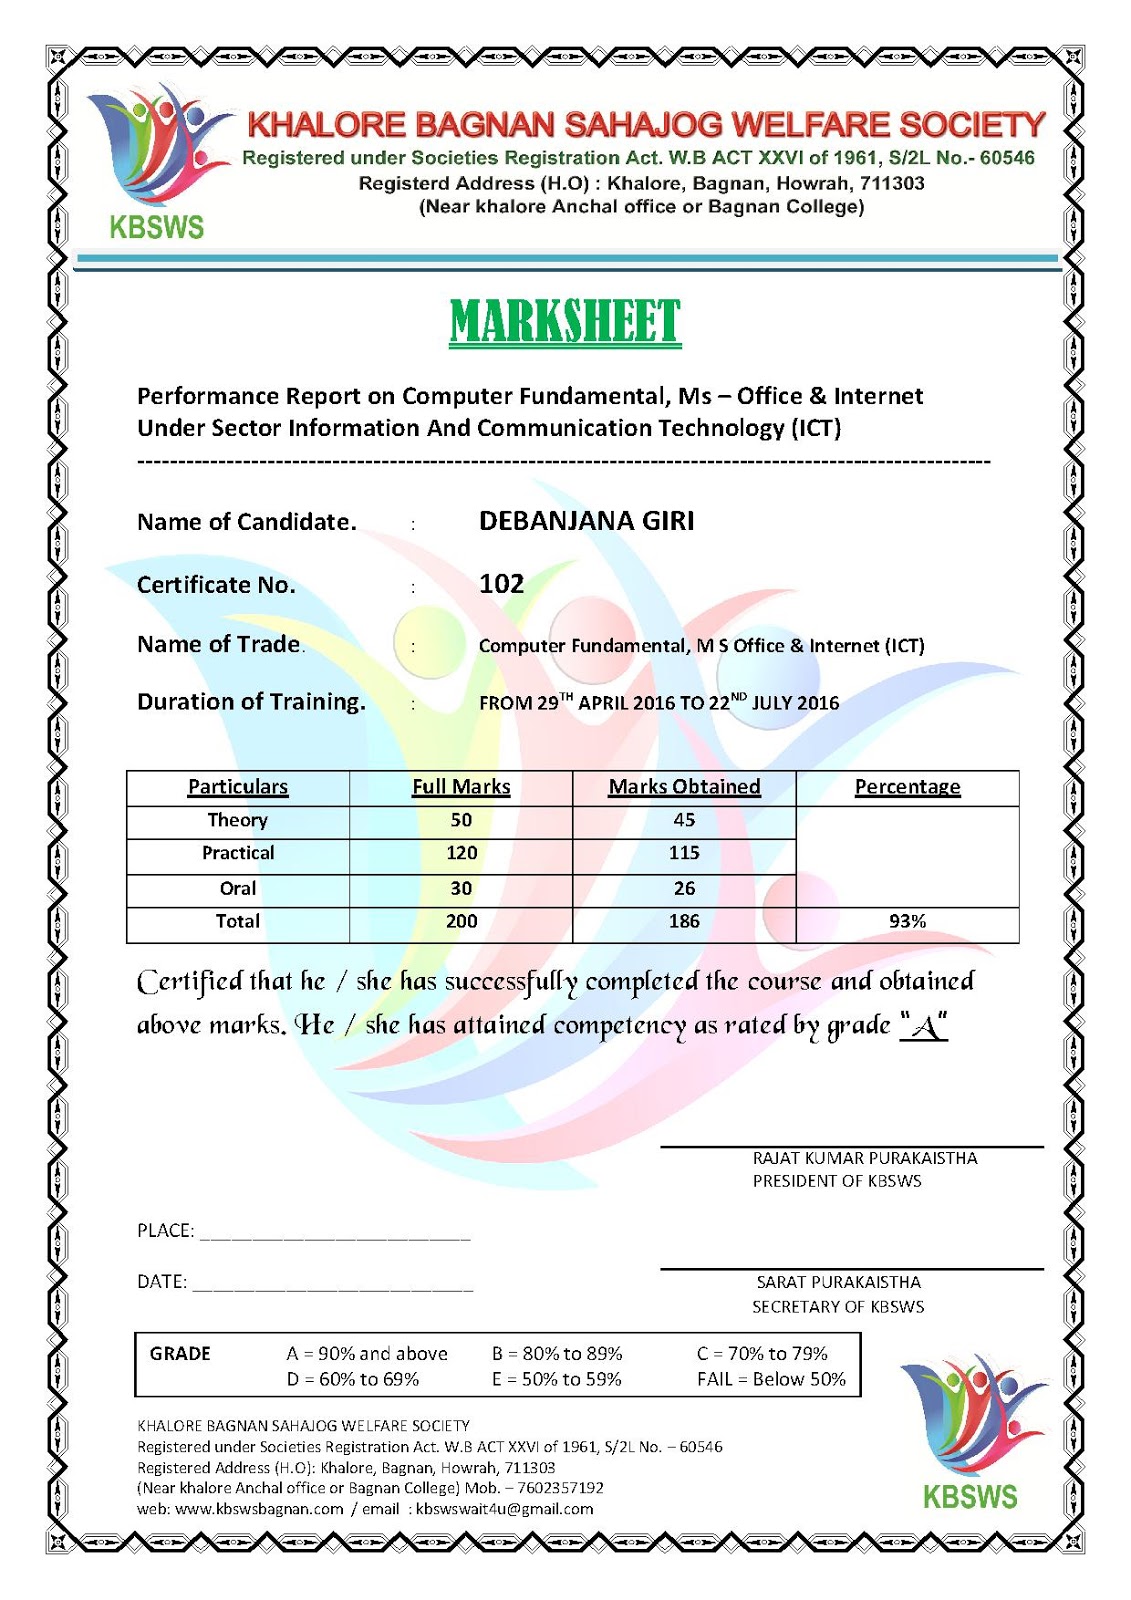 KHALORE BAGNAN SAHAJOG WELFARE SOCIETY
Registered under Societies Registration Act. W.B ACT XXVI of 1961, S/2L No.- 60546
Registerd Address (H.O) : Khalore, Bagnan, Howrah, 711303
(Near khalore Anchal office or Bagnan College)
KBSWS
MARKSHEET
Performance Report on Computer Fundamental, Ms – Office & Internet
Under Sector Information And Communication Technology (ICT)
----------------------------------------------------------------------------------------------------------
Name of Candidate. : DEBANJANA GIRI
Certificate No. : 102
Name of Trade. : Computer Fundamental, M S Office & Internet (ICT)
Duration of Training. : FROM 29TH APRIL 2016 TO 22ND JULY 2016
Particulars Full Marks Marks Obtained Percentage
Theory 50 45
Practical 120 115
Oral 30 26
Total 200 186 93%
Certified that he / she has successfully completed the course and obtained
above marks. He / she has attained competency as rated by grade "A"
RAJAT KUMAR PURAKAISTHA
PRESIDENT OF KBSWS
PLACE: ___________________________
DATE: ____________________________
SARAT PURAKAISTHA
SECRETARY OF KBSWS
GRADE A = 90% and above B = 80% to 89% C = 70% to 79%
D = 60% to 69% E = 50% to 59% FAIL = Below 50%
KHALORE BAGNAN SAHAJOG WELFARE SOCIETY
Registered under Societies Registration Act. W.B ACT XXVI of 1961, S/2L No. – 60546
Registered Address (H.O): Khalore, Bagnan, Howrah, 711303
(Near khalore Anchal office or Bagnan College) Mob. – 7602357192
web: www.kbswsbagnan.com / email : kbswswait4u@gmail.com
KBSWS